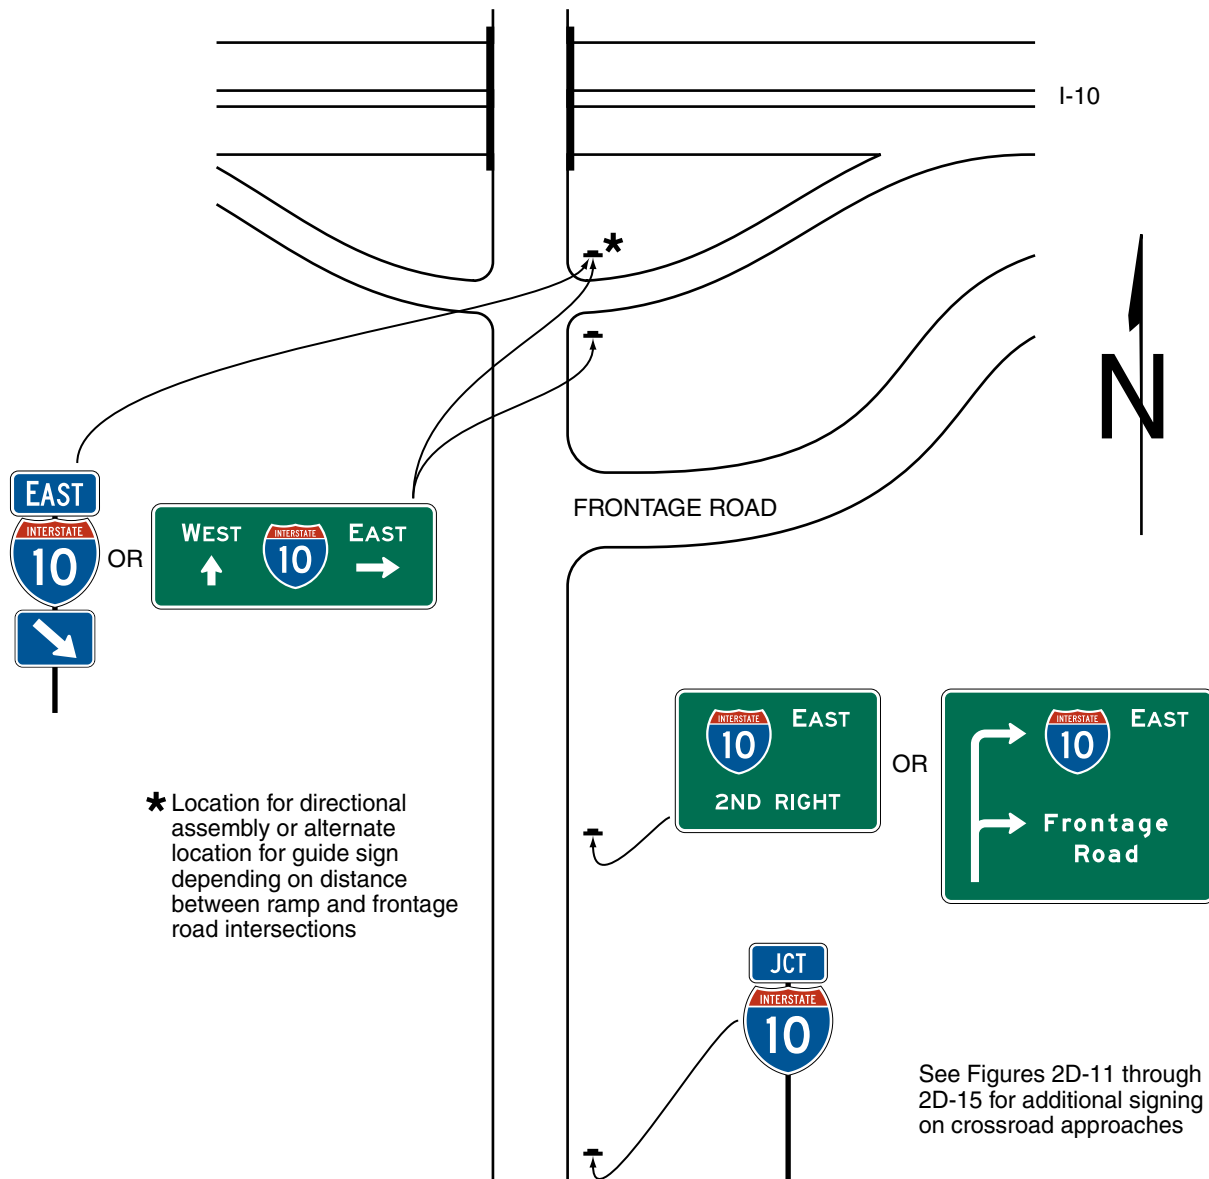 I-10
N
FRONTAGE ROAD
EAST
INTERSTATE
10
OR
WEST
INTERSTATE
10
EAST
INTERSTATE
10
EAST
2ND RIGHT
OR
INTERSTATE
10
EAST
Frontage
Road
* Location for directional
assembly or alternate
location for guide sign
depending on distance
between ramp and frontage
road intersections
JCT
INTERSTATE
10
See Figures 2D-11 through
2D-15 for additional signing
on crossroad approaches